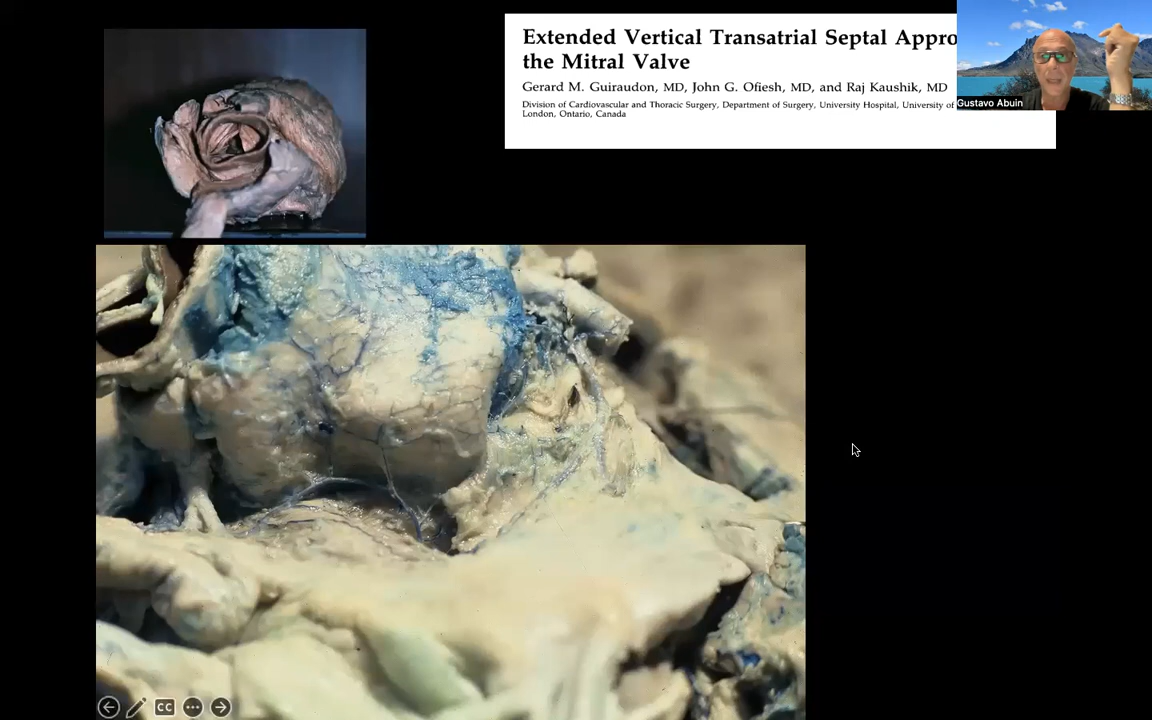 Extended Vertical Transatrial Septal Appro
the Mitral Valve
Gerard M. Guiraudon, MD, John G. Ofiesh, MD, and Raj Kaushik, MD
Division of Cardiovascular and Thoracic Surgery, Department of Surgery, University Hospital, University of
London, Ontario, Canada
Gustavo Abuin
CC